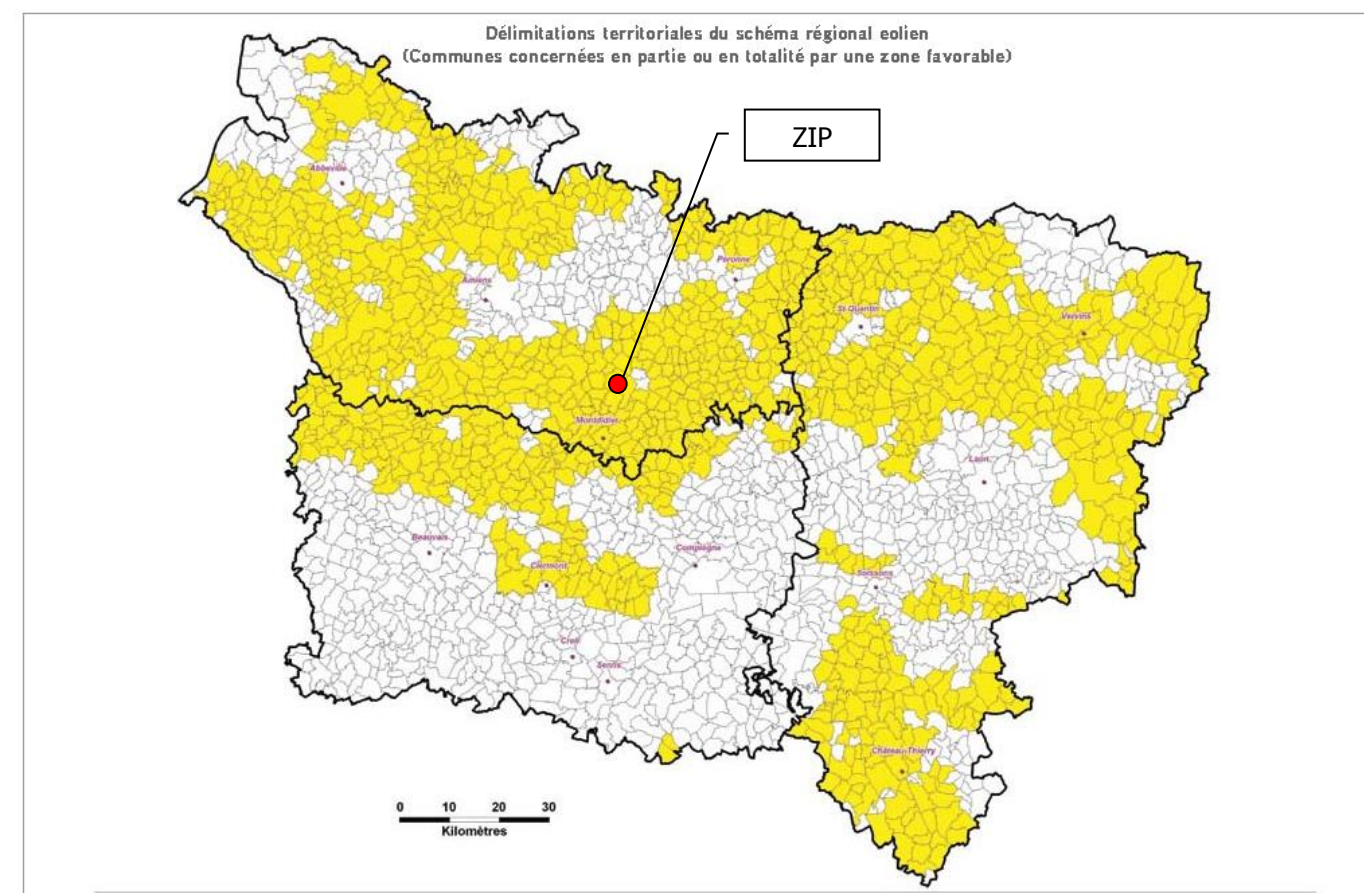 Délimitations territoriales du schéma régional eolien
(Communes concernées en partie ou en totalité par une zone favorable)
ZIP
Abbeville
Péronne
Amiens
St Quentin
Vervins
Montdidier
Laon
Beauvais
Compiègne
Clermont
Soissons
Creil
Senlis
Château-Thierry
0 10 20 30
Kilomètres